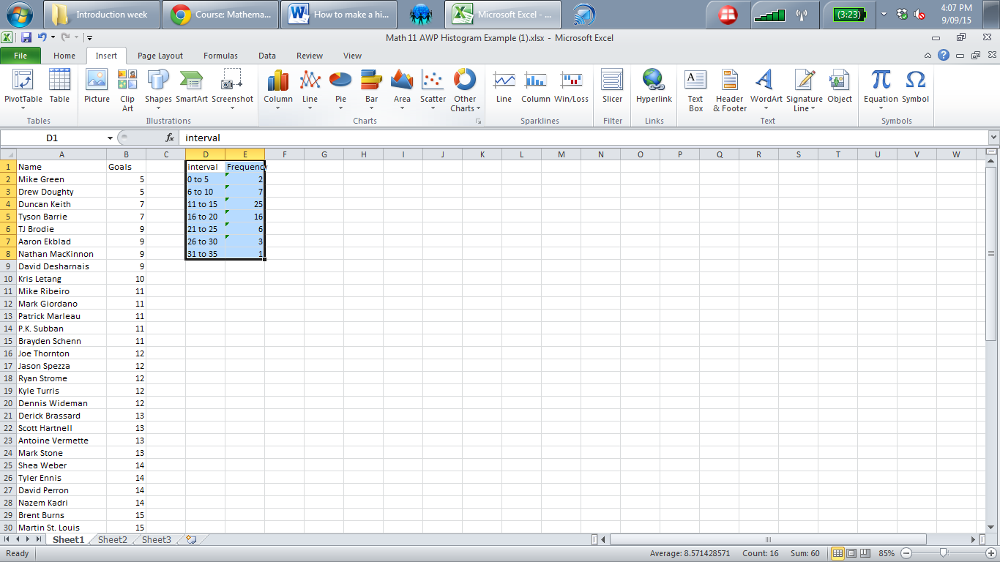 Introduction week
Course: Mathema...
How to make a hi...
Microsoft Excel - ...
(3:23)
4:07 PM
9/09/15
Math 11 AWP Histogram Example (1).xlsx - Microsoft Excel
File Home Insert Page Layout Formulas Data Review View
PivotTable Table Picture Clip Art Shapes SmartArt Screenshot Column Line Pie Bar Area Scatter Other Charts Line Column Win/Loss Slicer Hyperlink Text Box Header & Footer WordArt Signature Line Object Equation Symbol
Tables Illustrations Charts Sparklines Filter Links Text Symbols
D1 fx interval
A B C D E F G H I J K L M N O P Q R S T U V W
1 Name Goals interval Frequency
2 Mike Green 5 0 to 5 2
3 Drew Doughty 5 6 to 10 7
4 Duncan Keith 7 11 to 15 25
5 Tyson Barrie 7 16 to 20 16
6 TJ Brodie 9 21 to 25 6
7 Aaron Ekblad 9 26 to 30 3
8 Nathan MacKinnon 9 31 to 35 1
9 David Desharnais 9
10 Kris Letang 10
11 Mike Ribeiro 11
12 Mark Giordano 11
13 Patrick Marleau 11
14 P.K. Subban 11
15 Brayden Schenn 11
16 Joe Thornton 12
17 Jason Spezza 12
18 Ryan Strome 12
19 Kyle Turris 12
20 Dennis Wideman 12
21 Derick Brassard 13
22 Scott Hartnell 13
23 Antoine Vermette 13
24 Mark Stone 13
25 Shea Weber 14
26 Tyler Ennis 14
27 David Perron 14
28 Nazem Kadri 14
29 Brent Burns 15
30 Martin St. Louis 15
Sheet1 Sheet2 Sheet3
Ready Average: 8.571428571 Count: 16 Sum: 60 85%